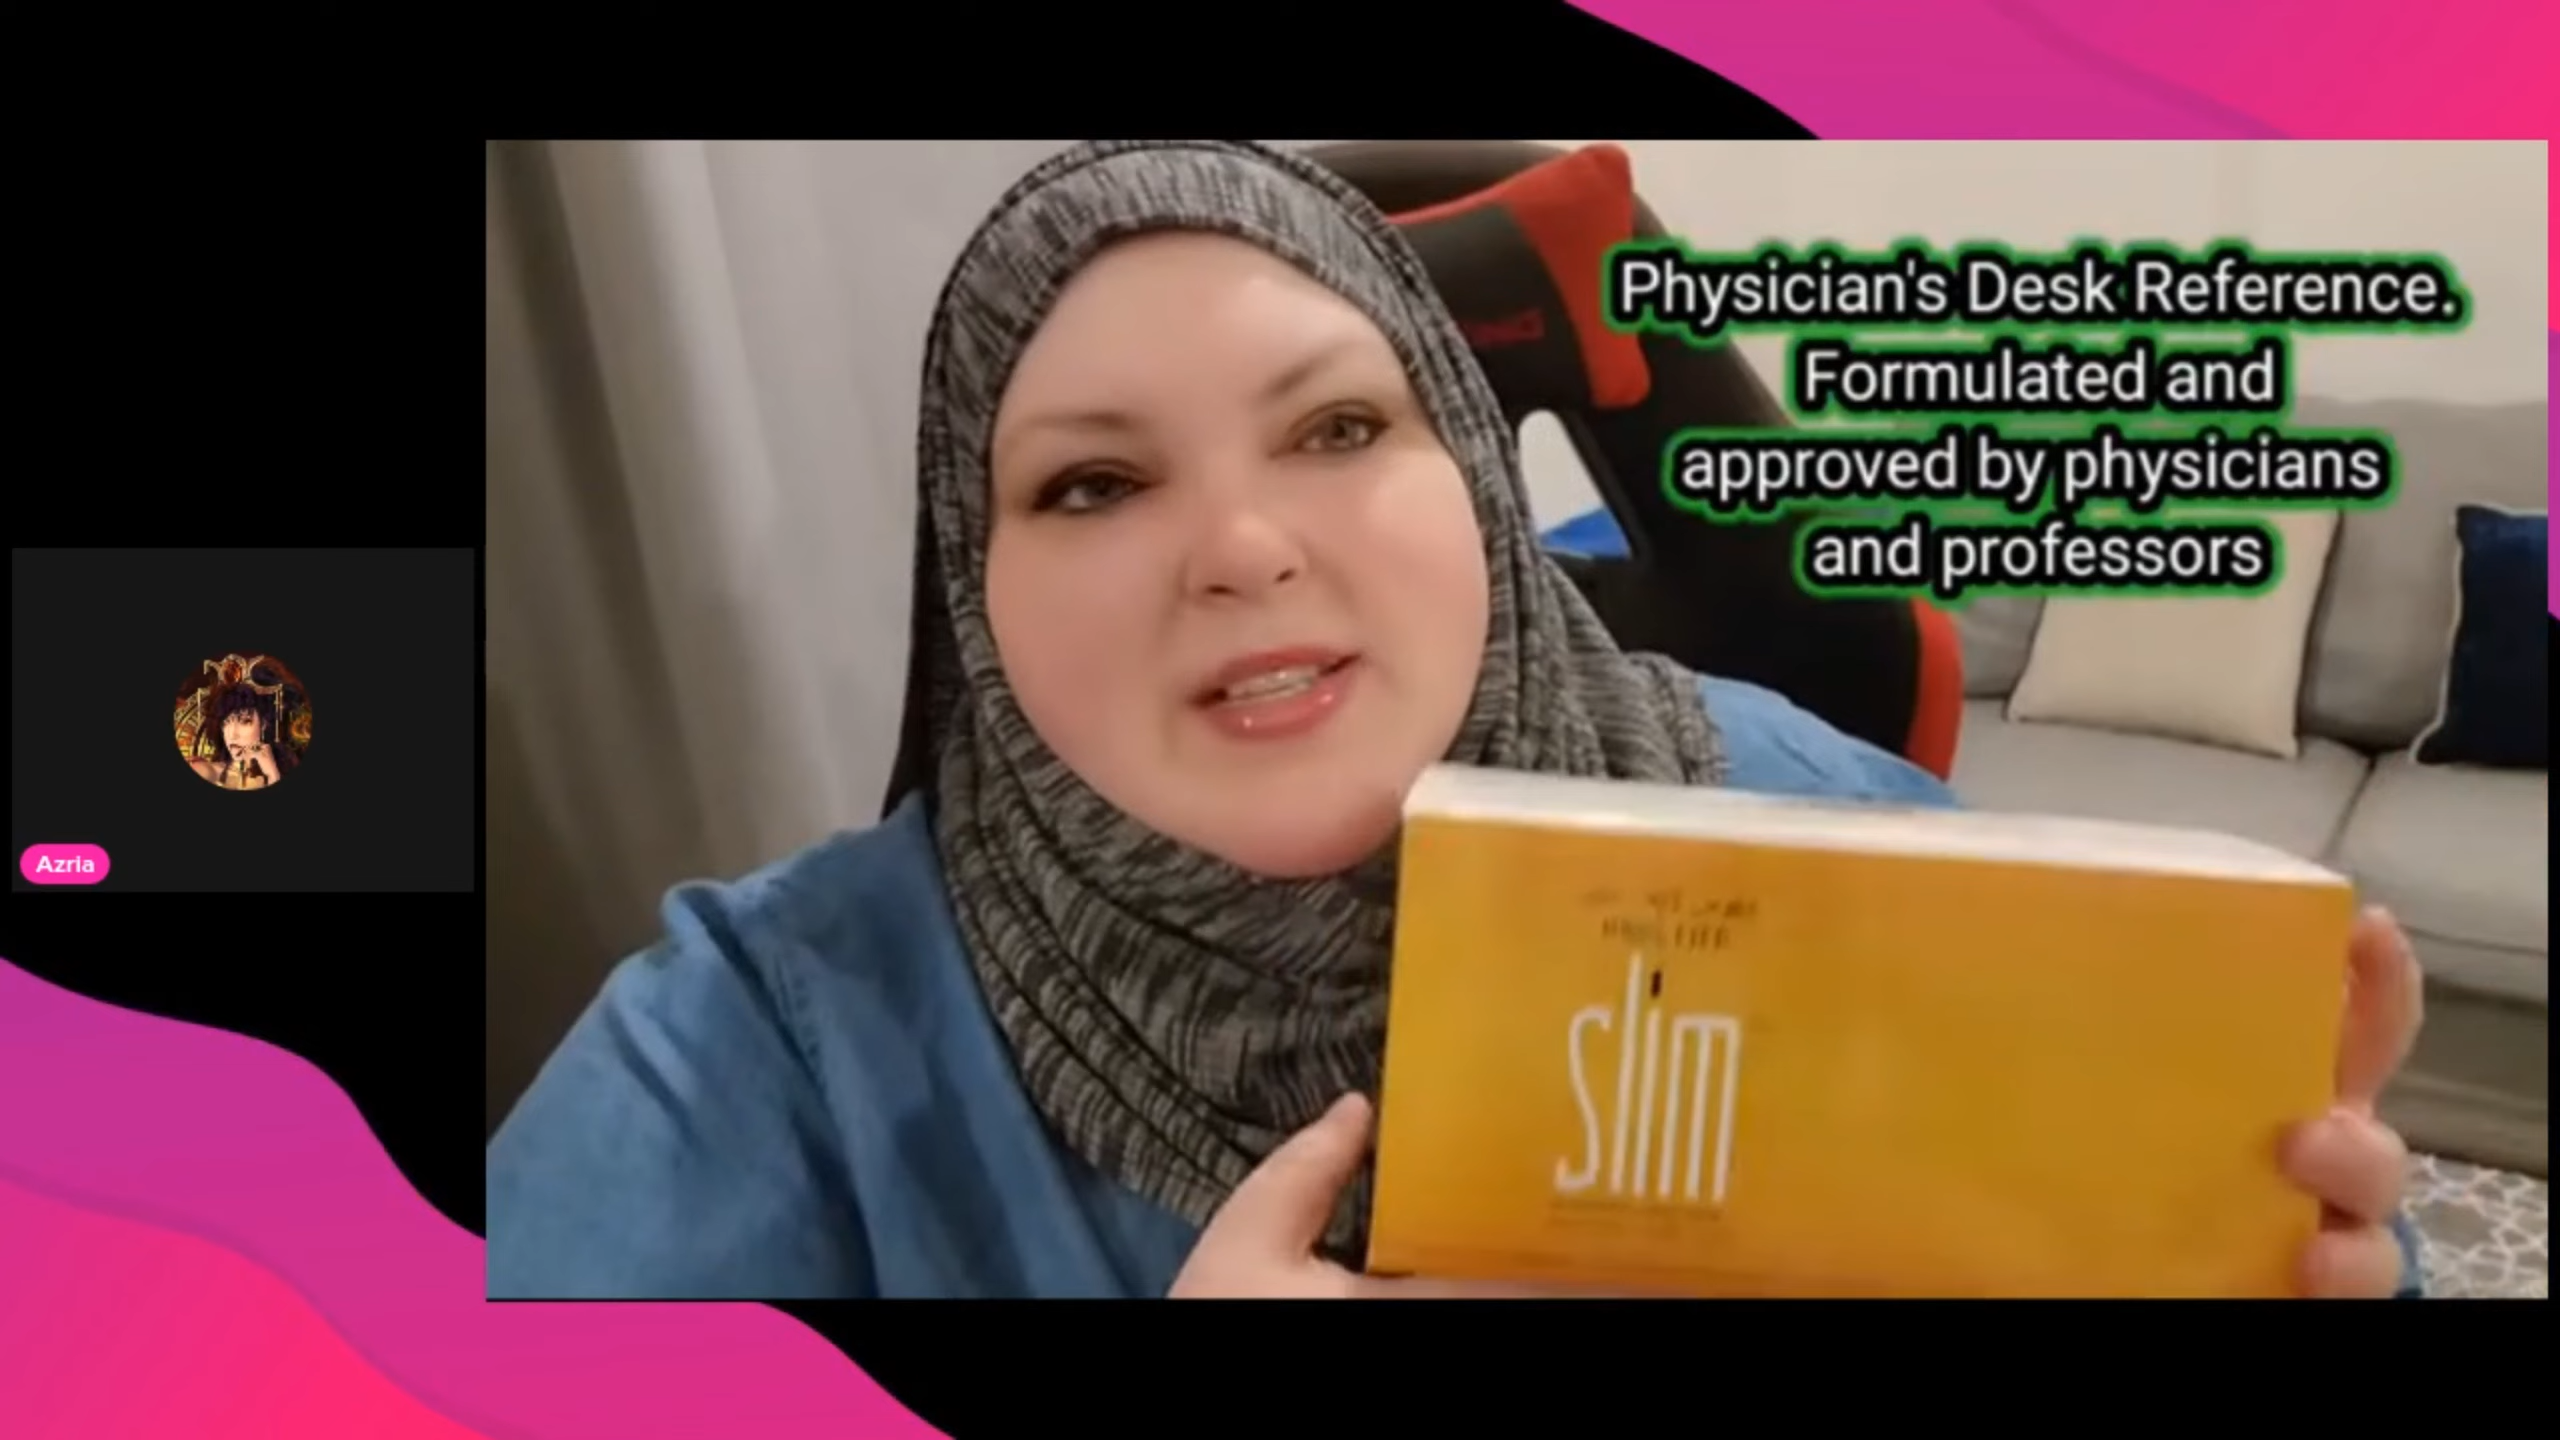 Physician's Desk Reference.
Formulated and
approved by physicians
and professors
Azria
slim